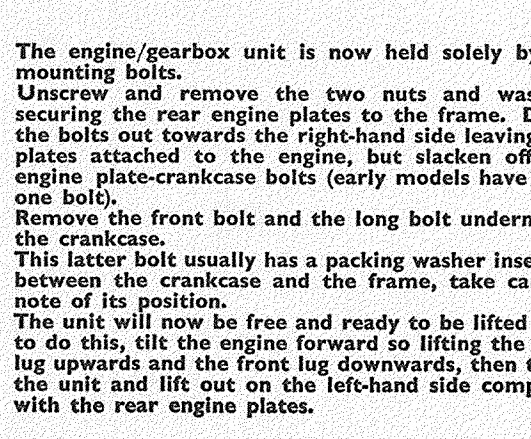 The engine/gearbox unit is now held solely by
mounting bolts.
Unscrew and remove the two nuts and was
securing the rear engine plates to the frame. D
the bolts out towards the right-hand side leaving
plates attached to the engine, but slacken off
engine plate-crankcase bolts (early models have
one bolt).
Remove the front bolt and the long bolt undern
the crankcase.
This latter bolt usually has a packing washer inse
between the crankcase and the frame, take ca
note of its position.
The unit will now be free and ready to be lifted
to do this, tilt the engine forward so lifting the
lug upwards and the front lug downwards, then t
the unit and lift out on the left-hand side comp
with the rear engine plates.